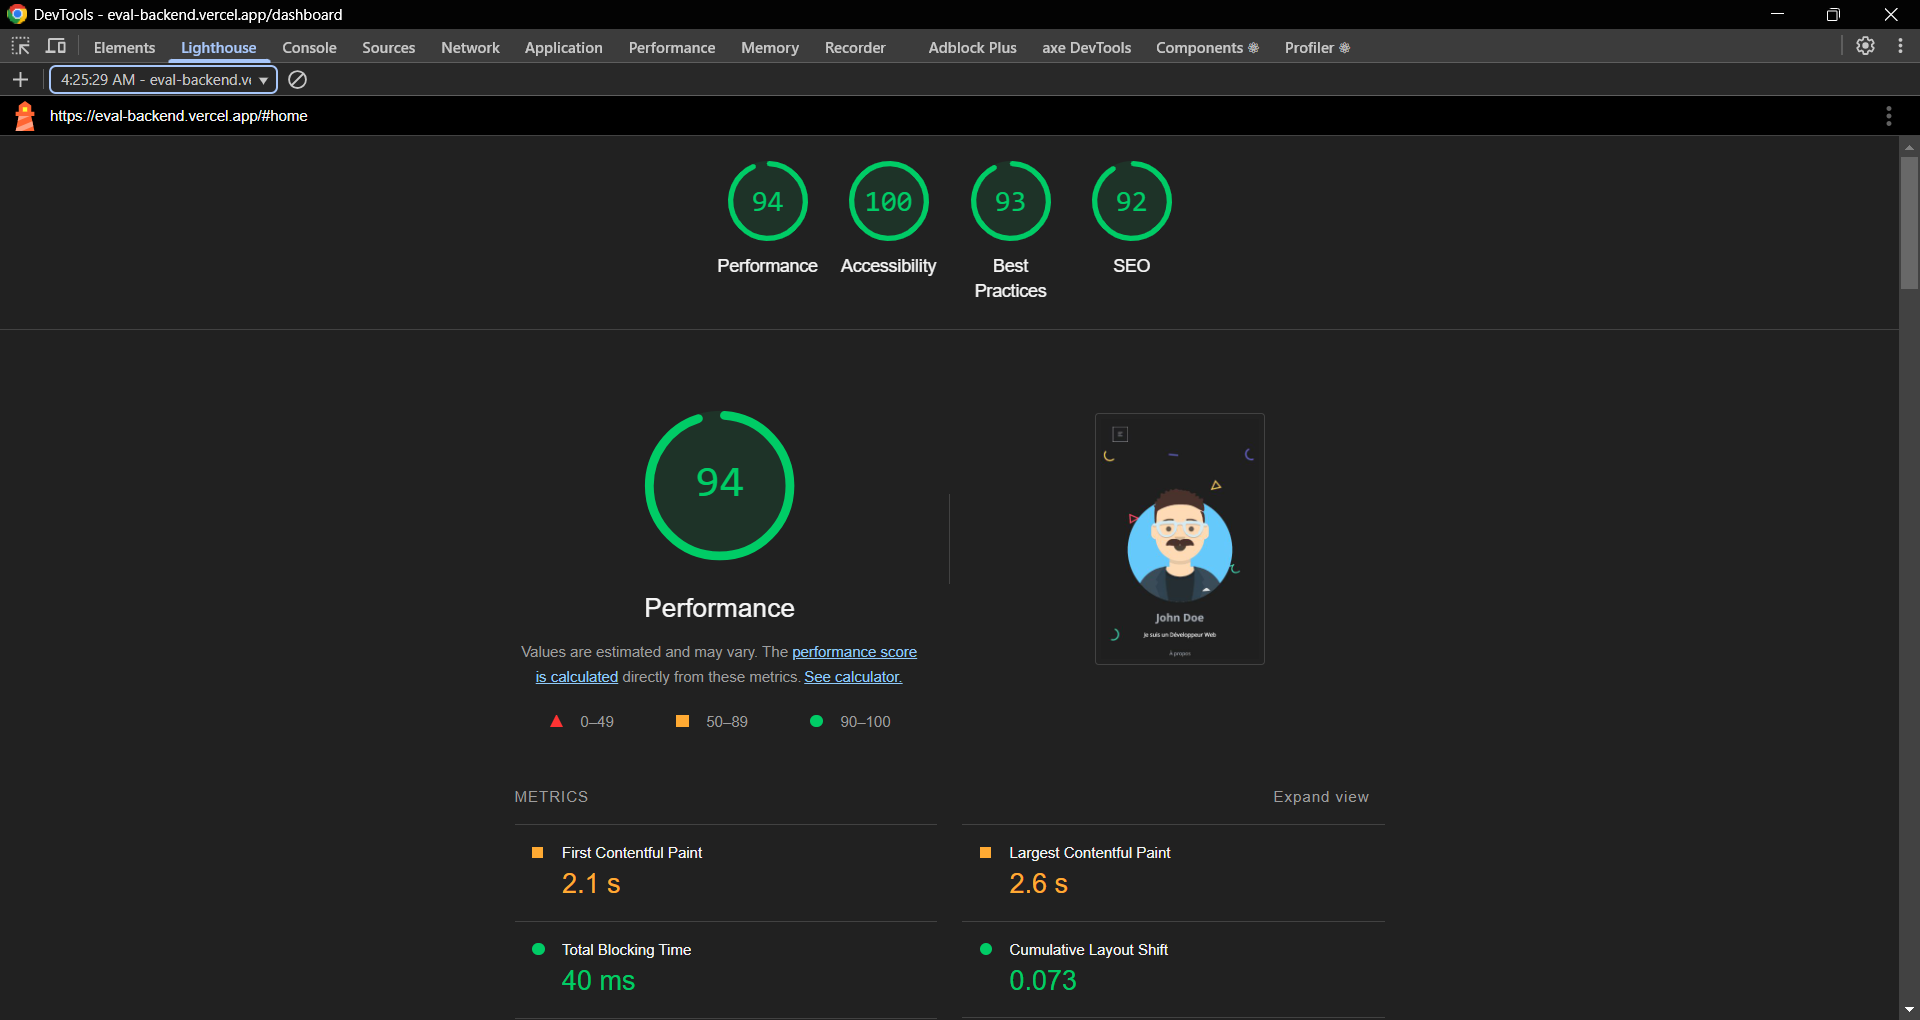 DevTools - eval-backend.vercel.app/dashboard
Elements Lighthouse Console Sources Network Application Performance Memory Recorder Adblock Plus axe DevTools Components Profiler
4:25:29 AM - eval-backend.ve
https://eval-backend.vercel.app/#home
94 100 93 92
Performance Accessibility Best Practices SEO
94
Performance
Values are estimated and may vary. The performance score
is calculated directly from these metrics. See calculator.
0–49 50–89 90–100
John Doe
Je suis un Développeur Web
À propos
METRICS Expand view
First Contentful Paint
2.1 s
Largest Contentful Paint
2.6 s
Total Blocking Time
40 ms
Cumulative Layout Shift
0.073